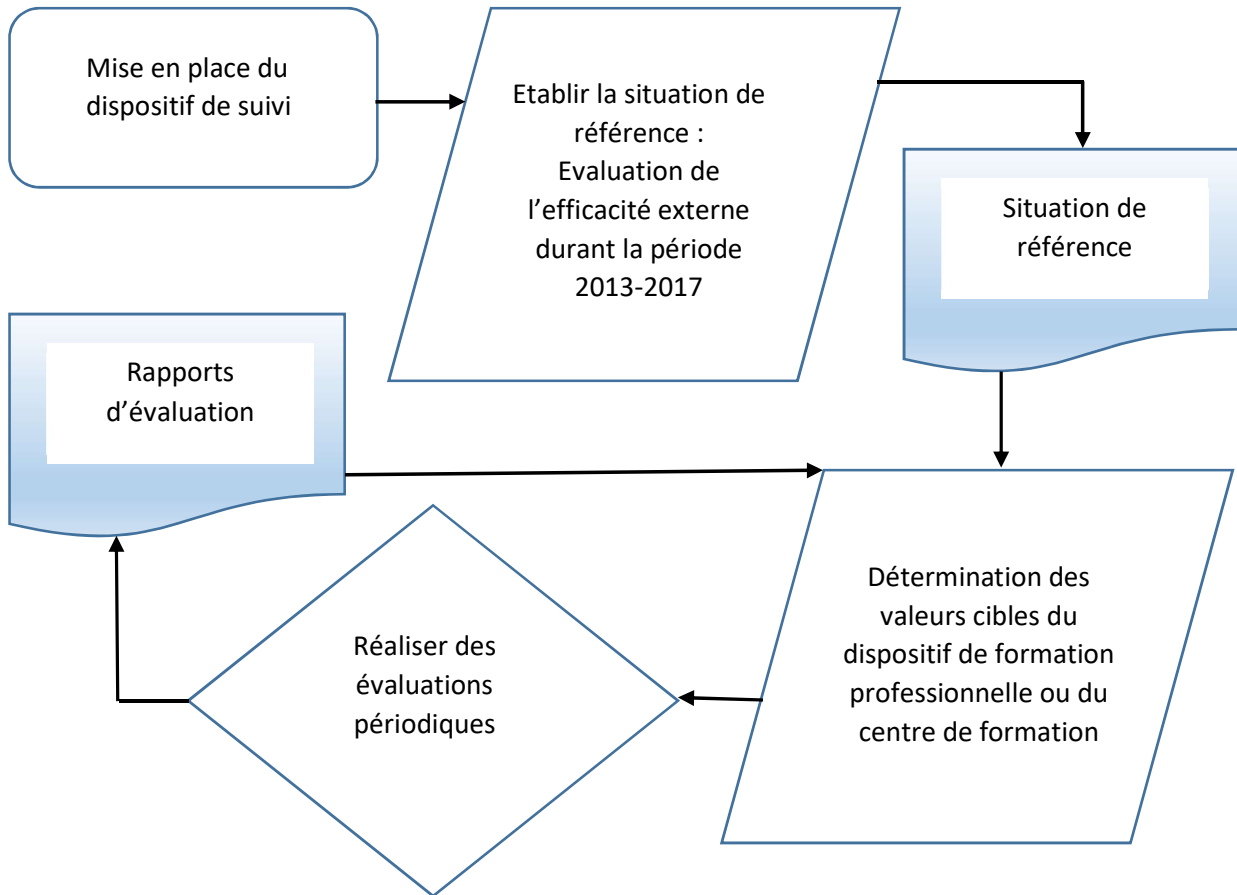 Mise en place du
dispositif de suivi
Etablir la situation de
référence :
Evaluation de
l’efficacité externe
durant la période
2013-2017
Situation de
référence
Rapports
d’évaluation
Détermination des
valeurs cibles du
dispositif de formation
professionnelle ou du
centre de formation
Réaliser des
évaluations
périodiques